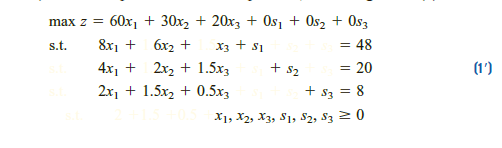 max z = 60x₁ + 30x₂ + 20x₃ + 0s₁ + 0s₂ + 0s₃
s.t. 8x₁ + 6x₂ + x₃ + s₁ = 48
4x₁ + 2x₂ + 1.5x₃ + s₂ = 20 (1′)
2x₁ + 1.5x₂ + 0.5x₃ + s₃ = 8
x₁, x₂, x₃, s₁, s₂, s₃ ≥ 0